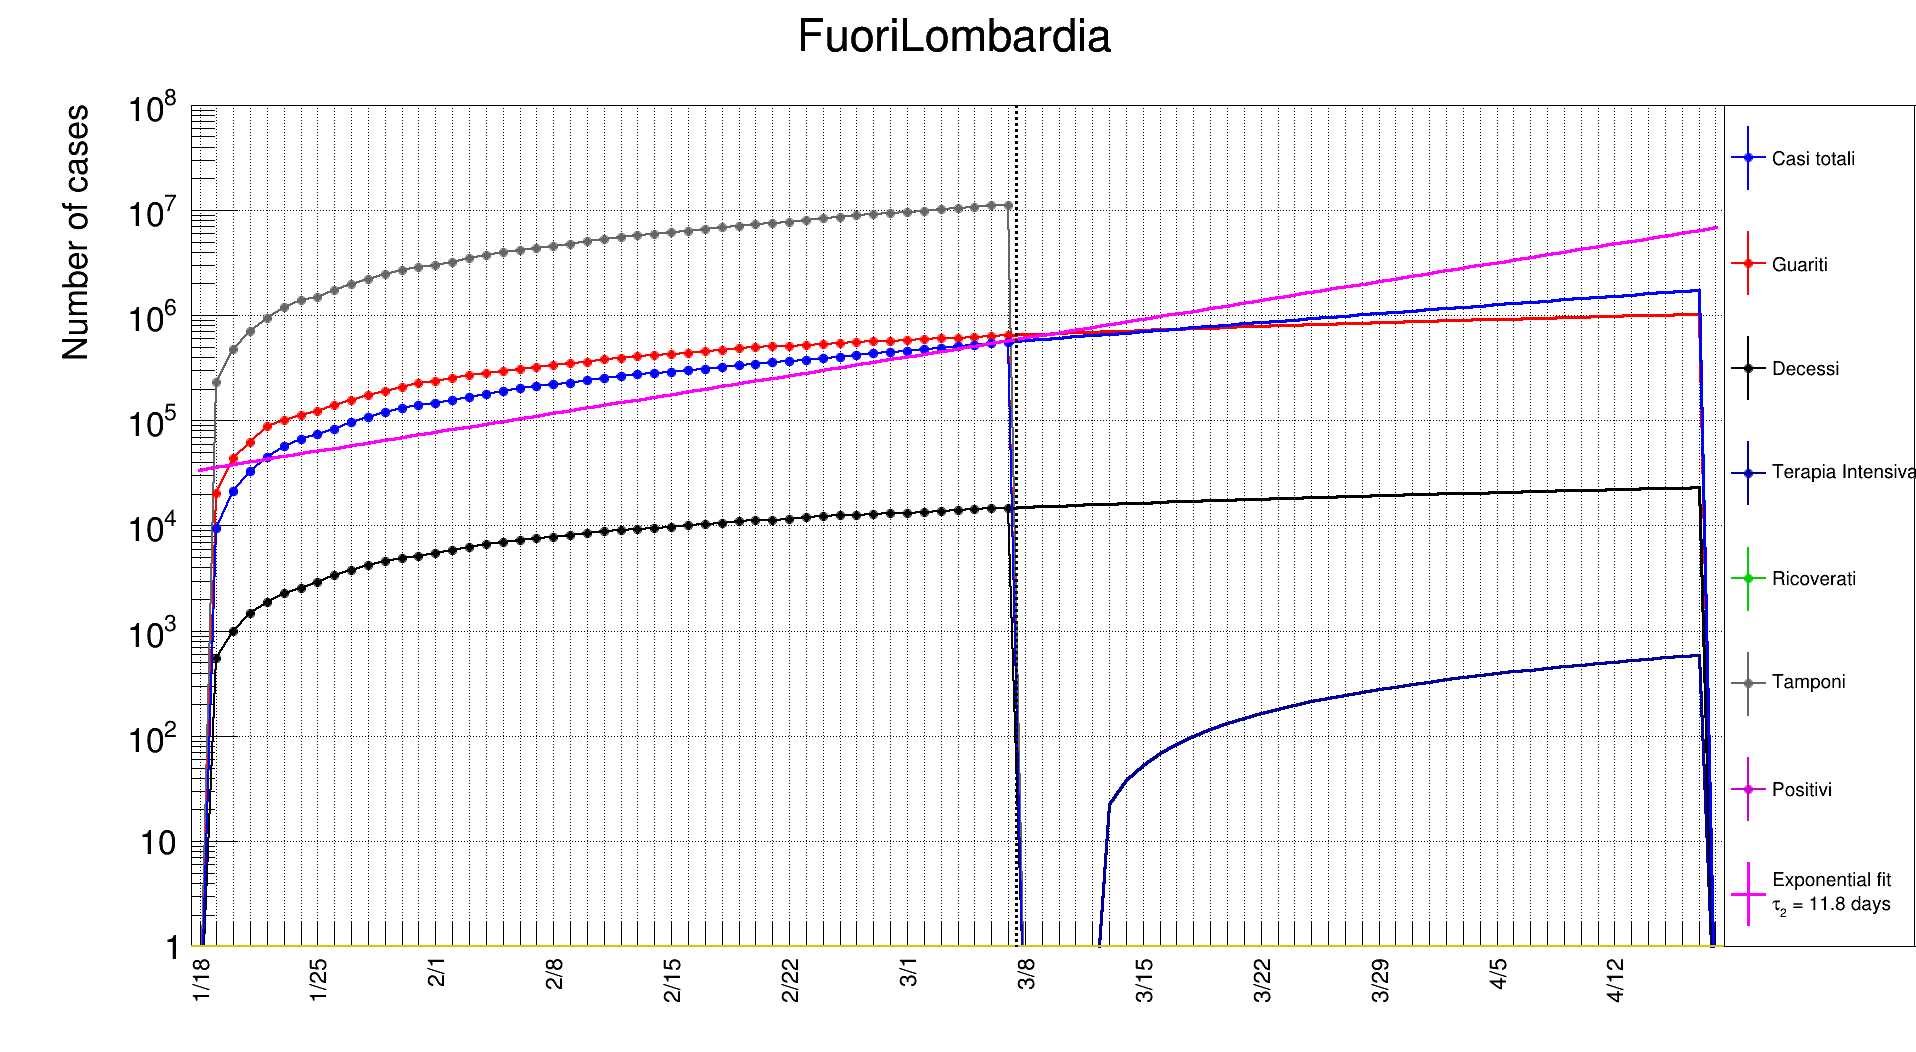 FuoriLombardia
Number of cases
10^8
10^7
10^6
10^5
10^4
10^3
10^2
10
1
1/18
1/25
2/1
2/8
2/15
2/22
3/1
3/8
3/15
3/22
3/29
4/5
4/12
Casi totali
Guariti
Decessi
Terapia Intensiva
Ricoverati
Tamponi
Positivi
Exponential fit
τ₂ = 11.8 days